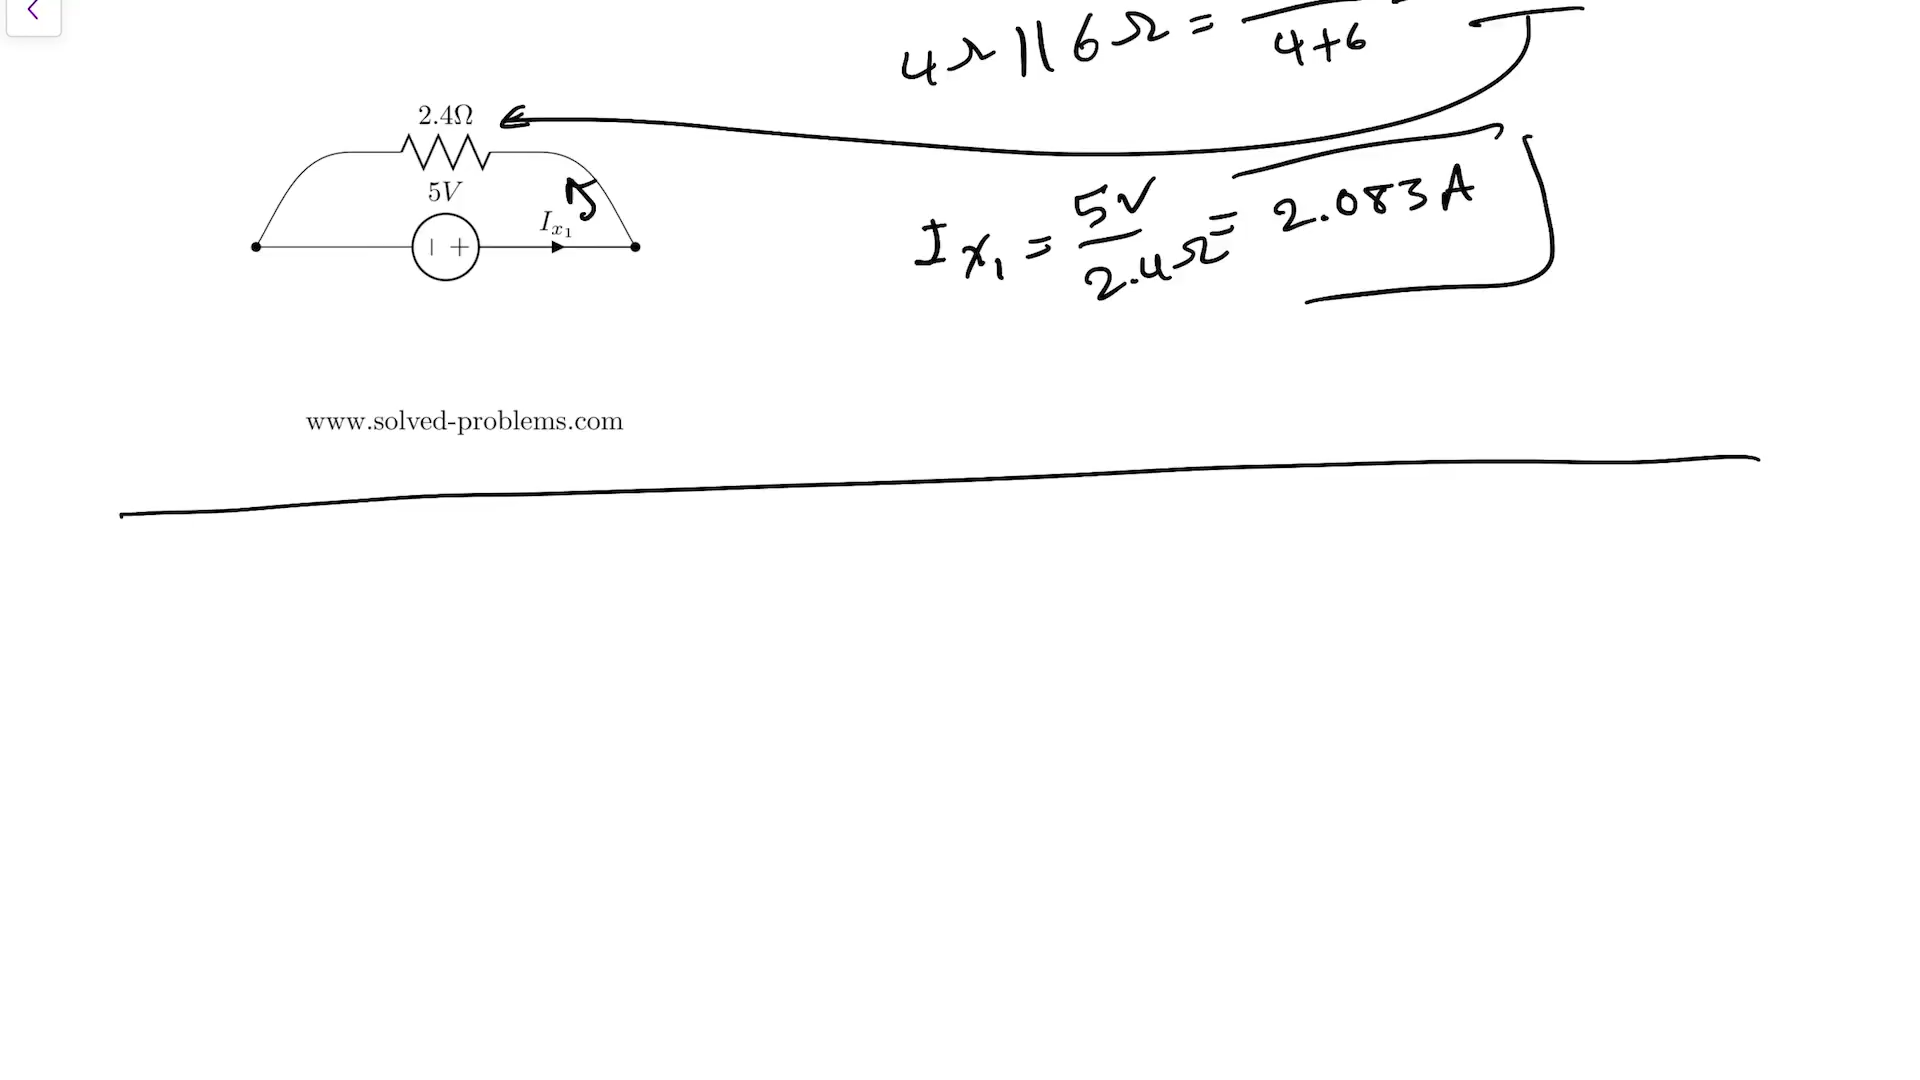 4Ω || 6Ω =
4+6
2.4Ω
5V
I_{x_1}
I_{x_1} = 5V / 2.4Ω = 2.083 A
www.solved-problems.com